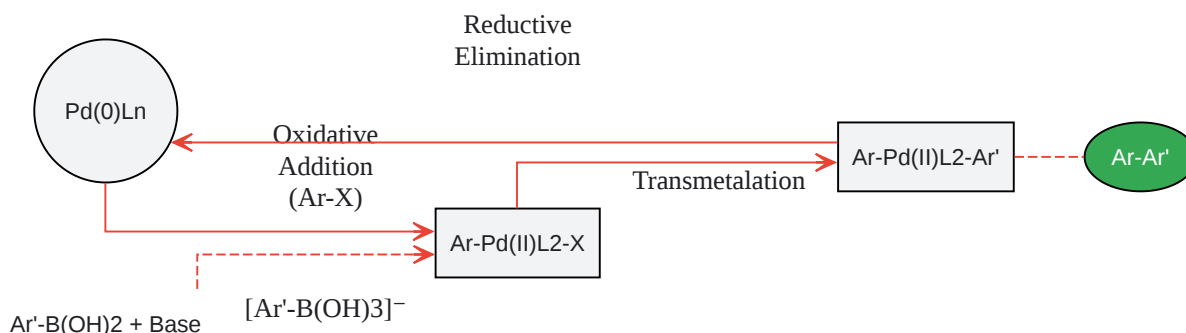 Reductive
Elimination
Pd(0)Ln
Oxidative
Addition
(Ar-X)
Ar-Pd(II)L2-Ar'
Ar-Ar'
Transmetalation
Ar-Pd(II)L2-X
[Ar'-B(OH)3]⁻
Ar'-B(OH)2 + Base